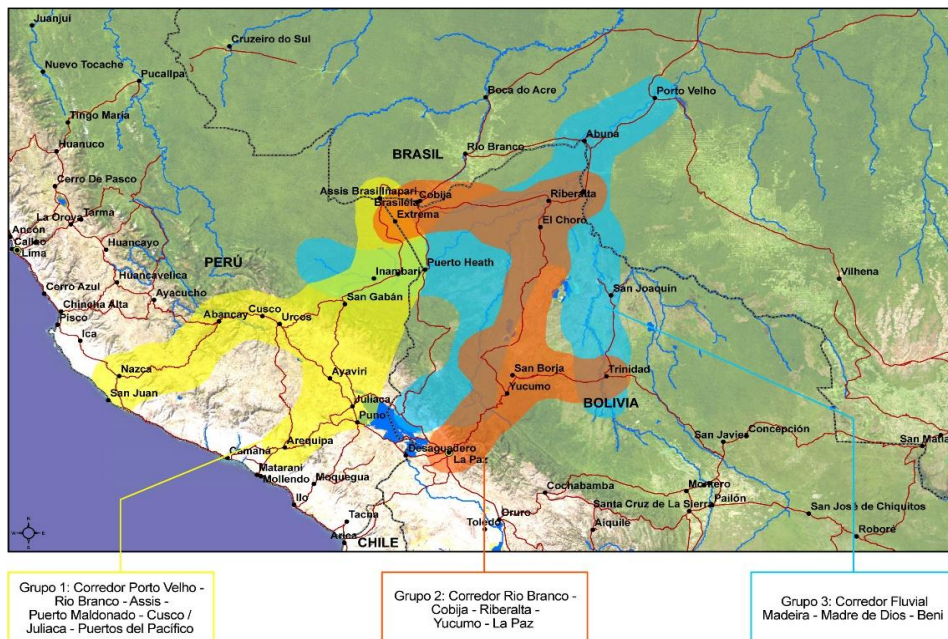 Juanjuí
Cruzeiro do Sul
Nuevo Tocache
Pucallpa
Boca do Acre
Porto Velho
Tingo María
Abuná
Huanuco
BRASIL
Río Branco
Cerro De Pasco
Assis Brasil
Iñapari
Cobija
Riberalta
Brasiléia
La Oroya
Tarma
Extrema
El Choro
Ancón
Callao
Lima
Huancayo
PERÚ
Puerto Heath
Inambari
Vilhena
Huancavelica
San Gabán
San Joaquin
Cerro Azul
Ayacucho
Chincha Alta
Pisco
Abancay
Cusco
Urcos
Ica
Nazca
Ayaviri
San Borja
Trinidad
San Juan
Yucumo
Juliaca
BOLIVIA
Puno
San Javier
Concepción
Arequipa
Camaná
Desaguadero
La Paz
San Matia
Matarani
Mollendo
Moquegua
Cochabamba
Montero
Ilo
Santa Cruz De La Sierra
Pailón
Tacna
Oruro
San José de Chiquitos
Toledo
Aiquile
Roboré
Arica
CHILE
Grupo 1: Corredor Porto Velho -
Rio Branco - Assis -
Puerto Maldonado - Cusco /
Juliaca - Puertos del Pacífico
Grupo 2: Corredor Rio Branco -
Cobija - Riberalta -
Yucumo - La Paz
Grupo 3: Corredor Fluvial
Madeira - Madre de Dios - Beni